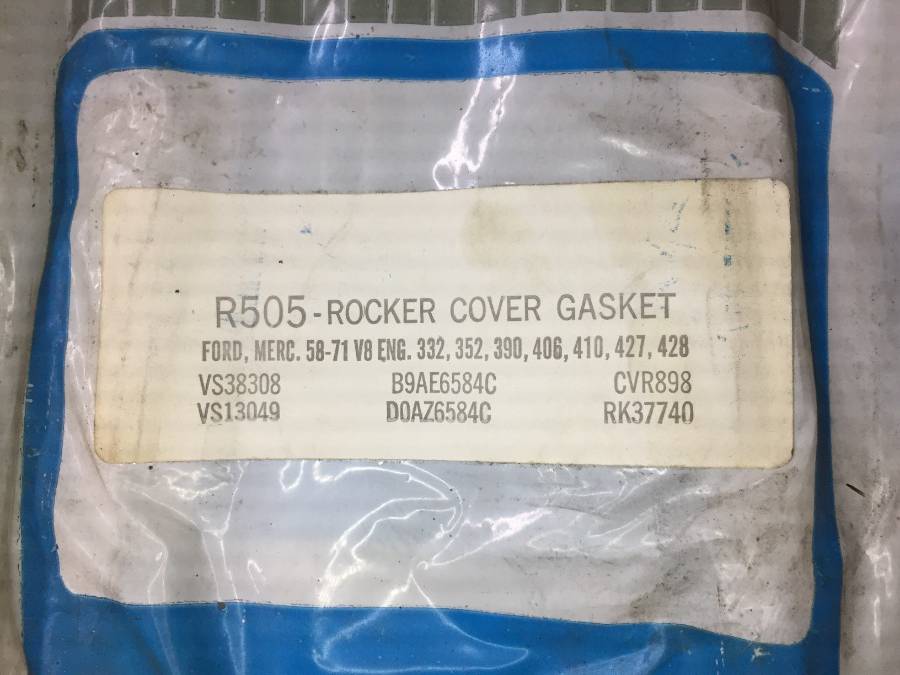 R505-ROCKER COVER GASKET
FORD, MERC. 58-71 V8 ENG. 332, 352, 390, 406, 410, 427, 428
VS38308 B9AE6584C CVR898
VS13049 D0AZ6584C RK37740